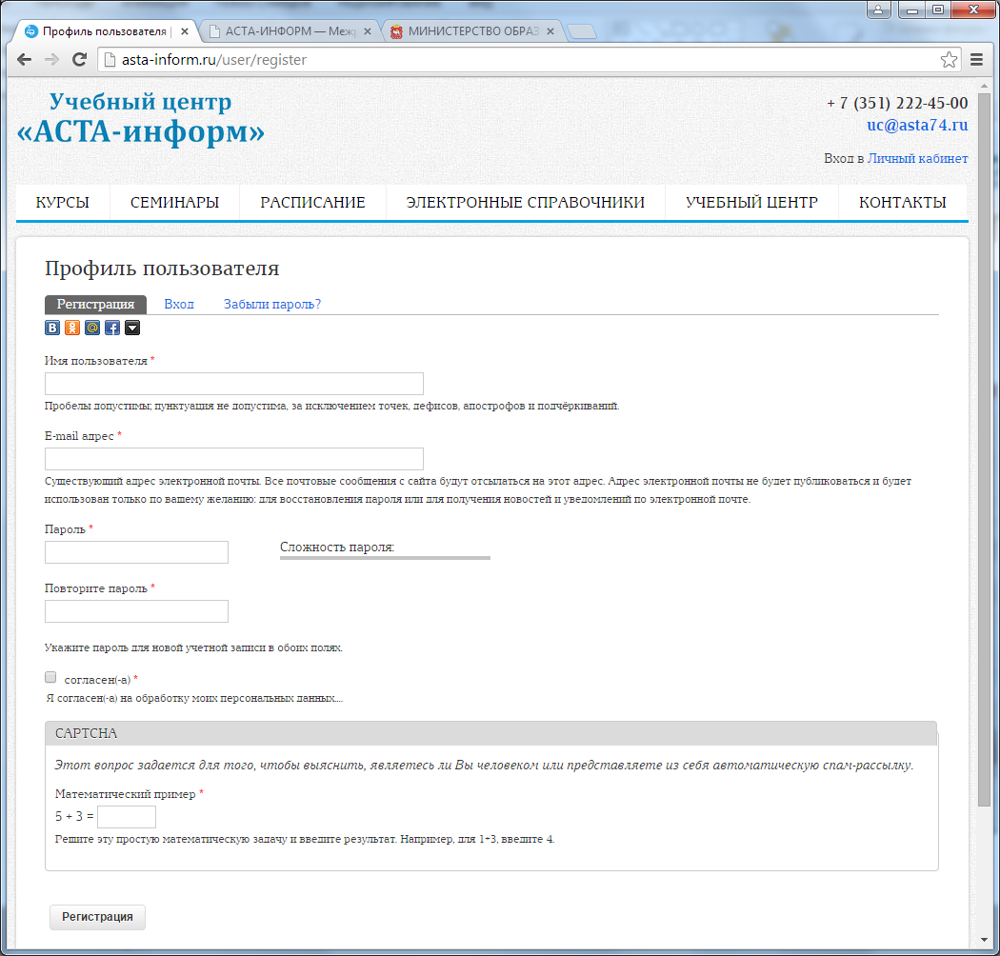 Профиль пользователя |
АСТА-ИНФОРМ — Меж
МИНИСТЕРСТВО ОБРАЗ
asta-inform.ru/user/register
Учебный центр
«АСТА-информ»
+ 7 (351) 222-45-00
uc@asta74.ru
Вход в Личный кабинет
КУРСЫ СЕМИНАРЫ РАСПИСАНИЕ ЭЛЕКТРОННЫЕ СПРАВОЧНИКИ УЧЕБНЫЙ ЦЕНТР КОНТАКТЫ
Профиль пользователя
Регистрация Вход Забыли пароль?
Имя пользователя *
Пробелы допустимы; пунктуация не допустима, за исключением точек, дефисов, апострофов и подчёркиваний.
E-mail адрес *
Существующий адрес электронной почты. Все почтовые сообщения с сайта будут отсылаться на этот адрес. Адрес электронной почты не будет публиковаться и будет
использован только по вашему желанию: для восстановления пароля или для получения новостей и уведомлений по электронной почте.
Пароль *
Сложность пароля:
Повторите пароль *
Укажите пароль для новой учетной записи в обоих полях.
согласен(-а) *
Я согласен(-а) на обработку моих персональных данных....
CAPTCHA
Этот вопрос задается для того, чтобы выяснить, являетесь ли Вы человеком или представляете из себя автоматическую спам-рассылку.
Математический пример *
5 + 3 =
Решите эту простую математическую задачу и введите результат. Например, для 1+3, введите 4.
Регистрация